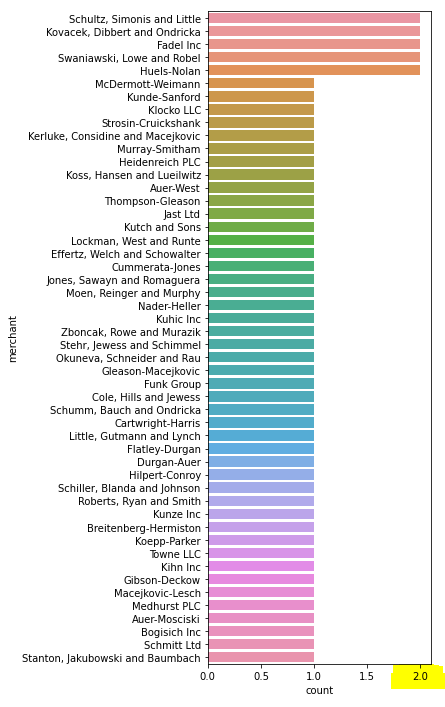 Schultz, Simonis and Little
Kovacek, Dibbert and Ondricka
Fadel Inc
Swaniawski, Lowe and Robel
Huels-Nolan
McDermott-Weimann
Kunde-Sanford
Klocko LLC
Strosin-Cruickshank
Kerluke, Considine and Macejkovic
Murray-Smitham
Heidenreich PLC
Koss, Hansen and Lueilwitz
Auer-West
Thompson-Gleason
Jast Ltd
Kutch and Sons
Lockman, West and Runte
Effertz, Welch and Schowalter
Cummerata-Jones
Jones, Sawayn and Romaguera
Moen, Reinger and Murphy
Nader-Heller
Kuhic Inc
Zboncak, Rowe and Murazik
Stehr, Jewess and Schimmel
Okuneva, Schneider and Rau
Gleason-Macejkovic
Funk Group
Cole, Hills and Jewess
Schumm, Bauch and Ondricka
Cartwright-Harris
Little, Gutmann and Lynch
Flatley-Durgan
Durgan-Auer
Hilpert-Conroy
Schiller, Blanda and Johnson
Roberts, Ryan and Smith
Kunze Inc
Breitenberg-Hermiston
Koepp-Parker
Towne LLC
Kihn Inc
Gibson-Deckow
Macejkovic-Lesch
Medhurst PLC
Auer-Mosciski
Bogisich Inc
Schmitt Ltd
Stanton, Jakubowski and Baumbach
merchant
0.0 0.5 1.0 1.5 2.0
count